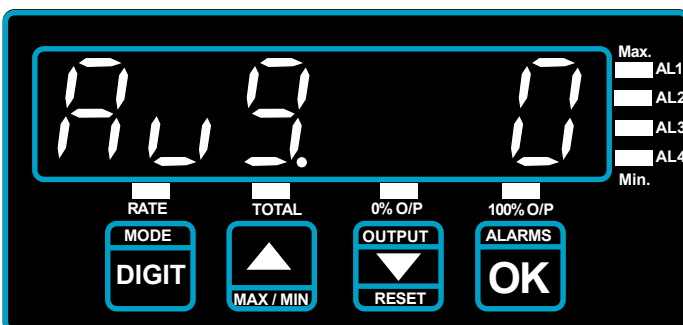 Avg. 0
Max.
AL1
AL2
AL3
AL4
Min.
RATE TOTAL 0% O/P 100% O/P
MODE OUTPUT ALARMS
DIGIT OK
MAX / MIN RESET